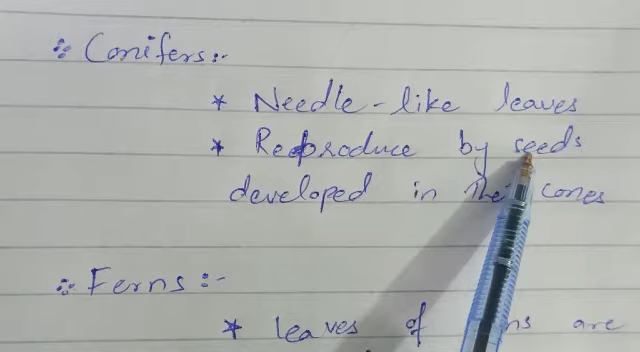 Conifers:-
* Needle-like leaves
* Reproduce by seeds
developed in their cones
Ferns:-
* leaves of are